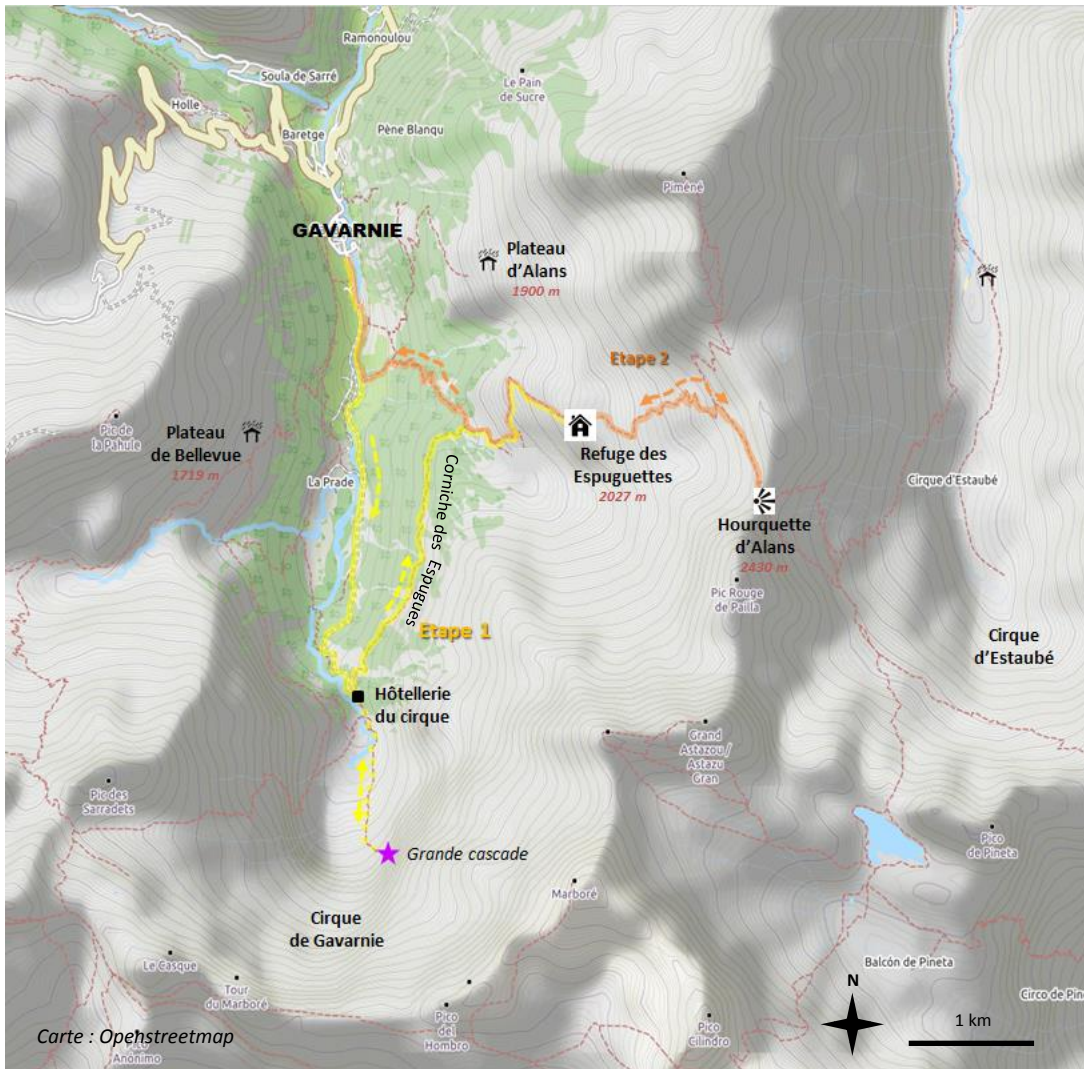 Ramonoulou
Soula de Sarré
Le Pain
de Sucre
Holle
Baretge
Pène Blanqu
Piméné
GAVARNIE
Plateau
d'Alans
1900 m
Etape 2
Pic de
la Pahule
Plateau
de Bellevue
1719 m
Refuge des
Espuguettes
2027 m
La Prade
Corniche des Espugues
Cirque d'Estaubé
Hourquette
d'Alans
2430 m
Pic Rouge
de Pailla
Etape 1
Cirque
d'Estaubé
Hôtellerie
du cirque
Grand
Astazou /
Astazu
Gran
Pic des
Sarradets
Grande cascade
Pico
de Pineta
Marboré
Cirque
de Gavarnie
Le Casque
Tour
du Marboré
Balcón de Pineta
N
1 km
Circo de Pin
Pico
del
Hombro
Pico
Cilindro
Carte : Openstreetmap
Pico
Anónimo